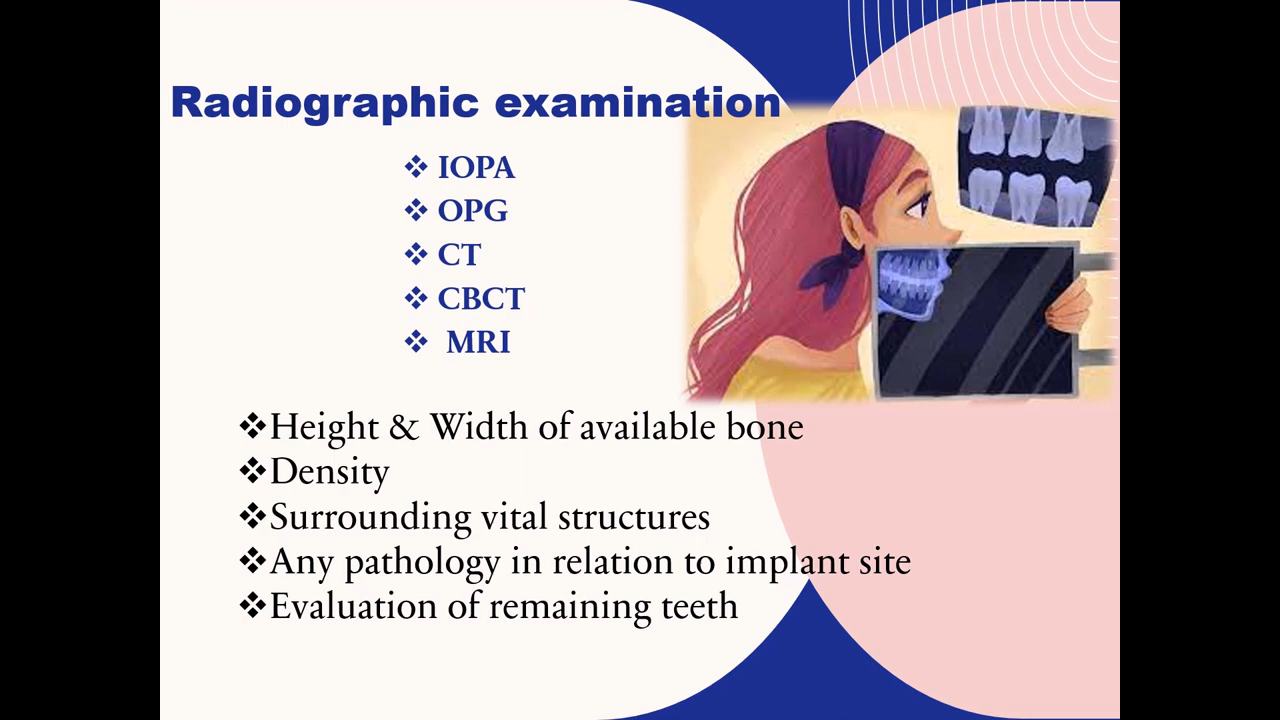 Radiographic examination
❖ IOPA
❖ OPG
❖ CT
❖ CBCT
❖ MRI
❖Height & Width of available bone
❖Density
❖Surrounding vital structures
❖Any pathology in relation to implant site
❖Evaluation of remaining teeth